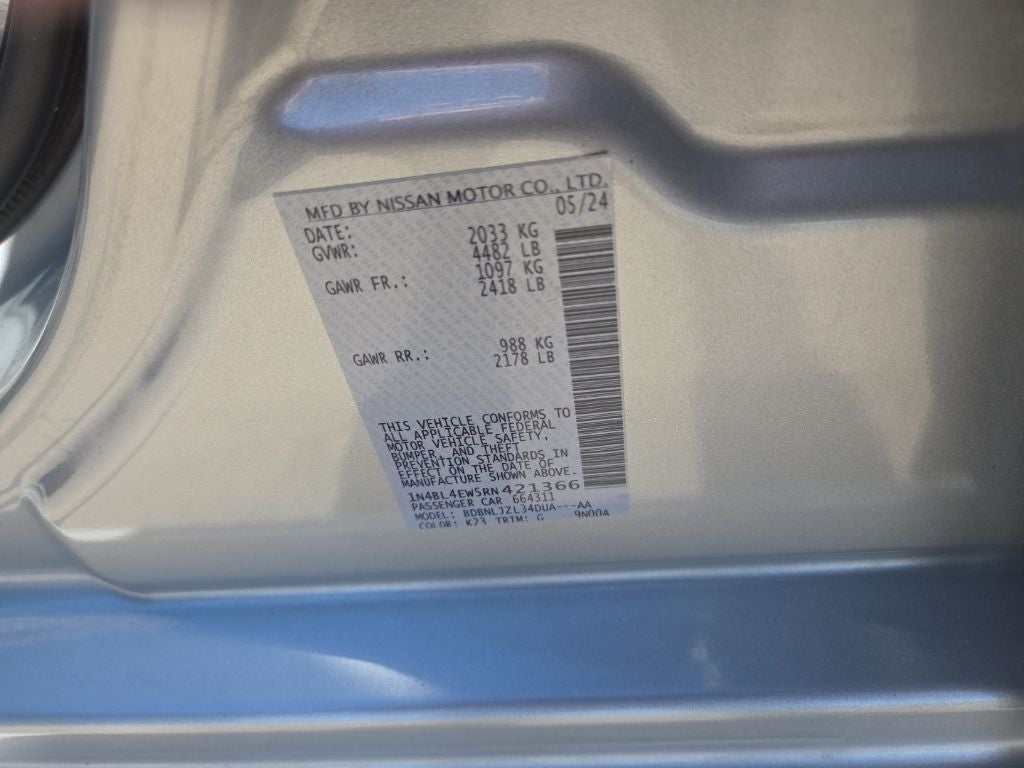 MFD BY NISSAN MOTOR CO., LTD.
DATE: 05/24
GVWR: 2033 KG
4482 LB
GAWR FR.: 1097 KG
2418 LB
GAWR RR.: 988 KG
2178 LB
THIS VEHICLE CONFORMS TO
ALL APPLICABLE FEDERAL
MOTOR VEHICLE SAFETY,
BUMPER, AND THEFT
PREVENTION STANDARDS IN
EFFECT ON THE DATE OF
MANUFACTURE SHOWN ABOVE.
1N4BL4EW5RN421366
PASSENGER CAR 664311
MODEL: BDBNLJZL34DUA---AA
COLOR: K23 TRIM: G 9N00A